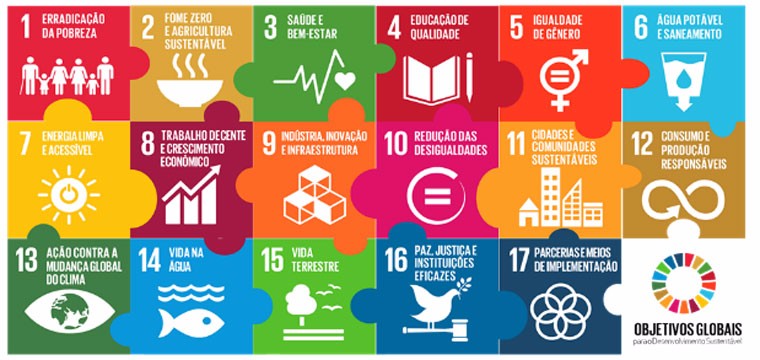 1 ERRADICAÇÃO
DA POBREZA
2 FOME ZERO
E AGRICULTURA
SUSTENTÁVEL
3 SAÚDE E
BEM-ESTAR
4 EDUCAÇÃO DE
QUALIDADE
5 IGUALDADE
DE GÊNERO
6 ÁGUA POTÁVEL
E SANEAMENTO
7 ENERGIA LIMPA
E ACESSÍVEL
8 TRABALHO DECENTE
E CRESCIMENTO
ECONÔMICO
9 INDÚSTRIA, INOVAÇÃO
E INFRAESTRUTURA
10 REDUÇÃO DAS
DESIGUALDADES
11 CIDADES E
COMUNIDADES
SUSTENTÁVEIS
12 CONSUMO E
PRODUÇÃO
RESPONSÁVEIS
13 AÇÃO CONTRA A
MUDANÇA GLOBAL
DO CLIMA
14 VIDA NA
ÁGUA
15 VIDA
TERRESTRE
16 PAZ, JUSTIÇA E
INSTITUIÇÕES
EFICAZES
17 PARCERIAS E MEIOS
DE IMPLEMENTAÇÃO
OBJETIVOS GLOBAIS
para o Desenvolvimento Sustentável